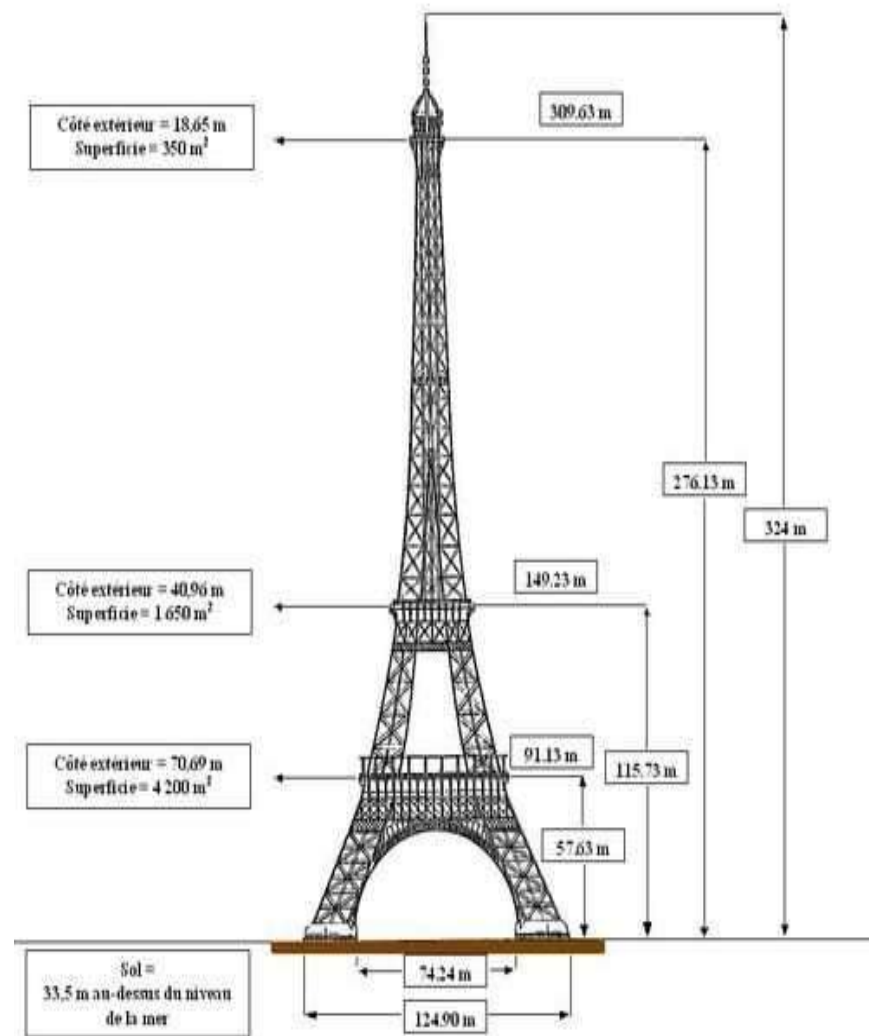 309.63 m
Côté extérieur = 18.65 m
Superficie = 350 m²
276.13 m
324 m
149.23 m
Côté extérieur = 40,96 m
Superficie = 1 650 m²
91.13 m
115.73 m
Côté extérieur = 70,69 m
Superficie = 4 200 m²
57.63 m
Sol =
33,5 m au-dessus du niveau
de la mer
74.24 m
124.90 m